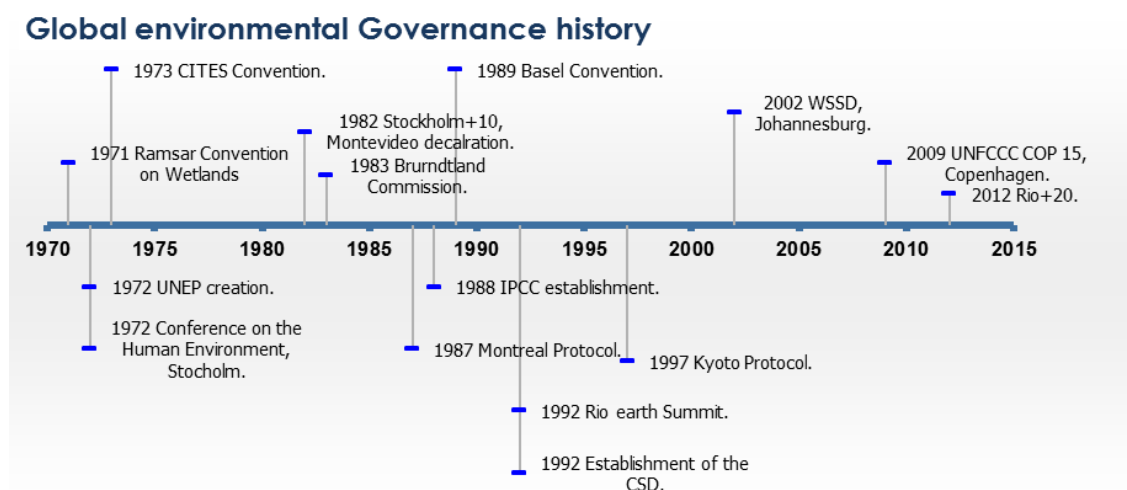 Global environmental Governance history
1973 CITES Convention.
1989 Basel Convention.
2002 WSSD,
Johannesburg.
1982 Stockholm+10,
Montevideo decalration.
1971 Ramsar Convention
on Wetlands
1983 Brurndtland
Commission.
2009 UNFCCC COP 15,
Copenhagen.
2012 Rio+20.
1970 1975 1980 1985 1990 1995 2000 2005 2010 2015
1972 UNEP creation.
1988 IPCC establishment.
1972 Conference on the
Human Environment,
Stocholm.
1987 Montreal Protocol.
1997 Kyoto Protocol.
1992 Rio earth Summit.
1992 Establishment of the
CSD.